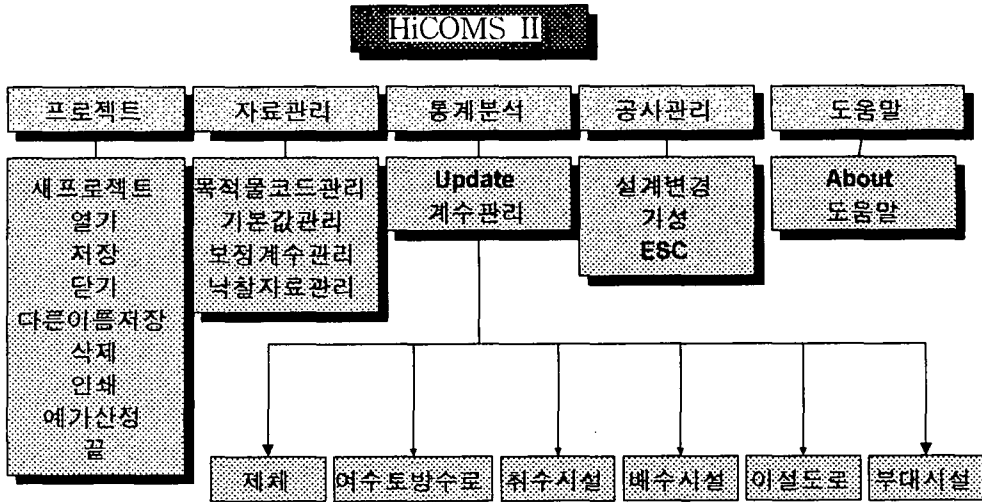 HiCOMS II
프로젝트
자료관리
통계분석
공사관리
도움말
새프로젝트
열기
저장
닫기
다른이름저장
삭제
인쇄
예가산정
끝
목적물코드관리
기본값관리
보정계수관리
낙찰자료관리
Update
계수관리
설계변경
기성
ESC
About
도움말
제체
여수토방수로
취수시설
배수시설
이설도로
부대시설